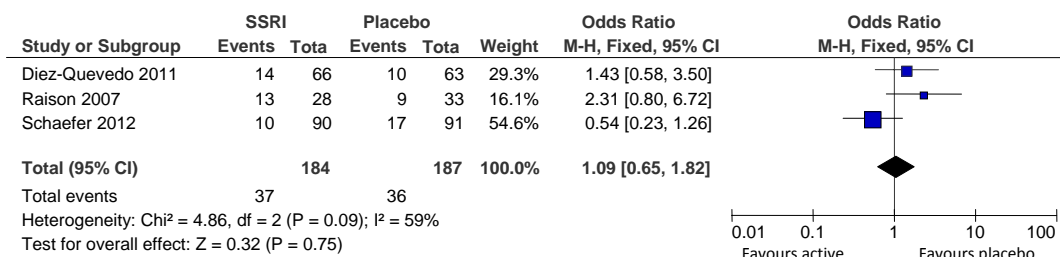 SSRI Placebo Odds Ratio Odds Ratio
Study or Subgroup Events Tota Events Tota Weight M-H, Fixed, 95% CI M-H, Fixed, 95% CI
Diez-Quevedo 2011 14 66 10 63 29.3% 1.43 [0.58, 3.50]
Raison 2007 13 28 9 33 16.1% 2.31 [0.80, 6.72]
Schaefer 2012 10 90 17 91 54.6% 0.54 [0.23, 1.26]
Total (95% CI) 184 187 100.0% 1.09 [0.65, 1.82]
Total events 37 36
Heterogeneity: Chi² = 4.86, df = 2 (P = 0.09); I² = 59%
Test for overall effect: Z = 0.32 (P = 0.75)
0.01 0.1 1 10 100
Favours active Favours placebo